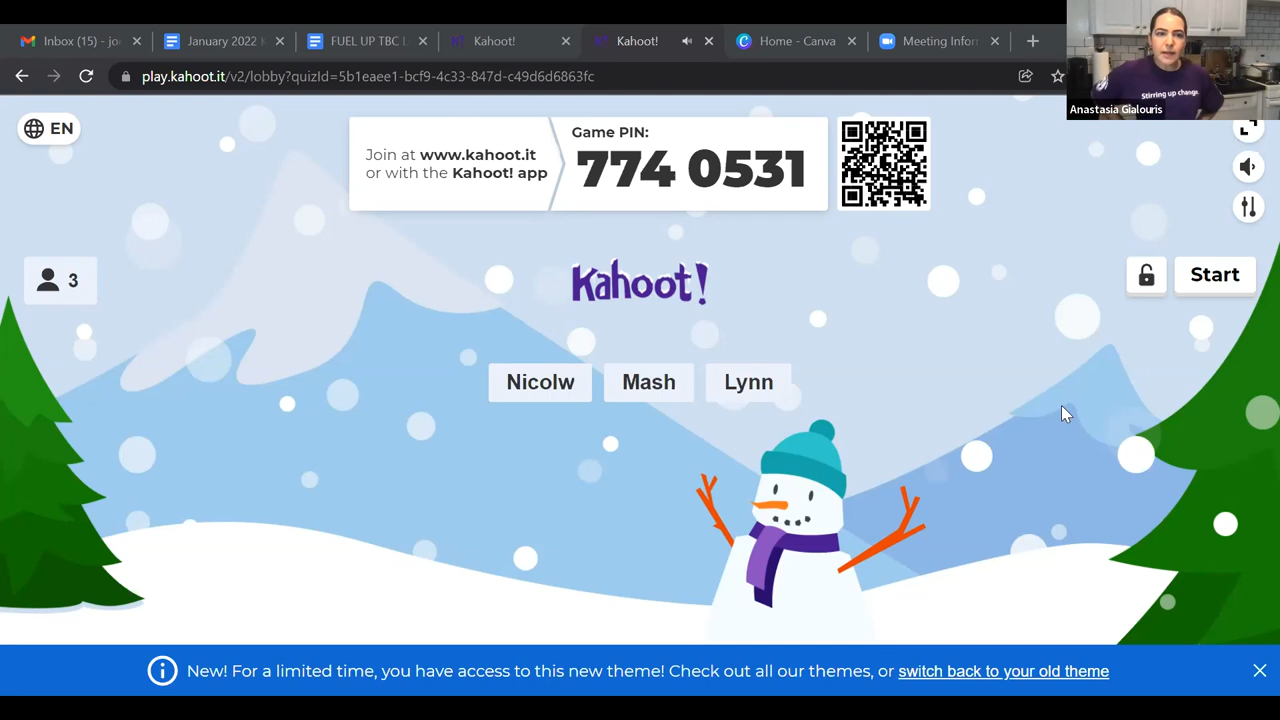 Inbox (15) - jo
January 2022 K
FUEL UP TBC L
Kahoot!
Kahoot!
Home - Canva
Meeting Infor
play.kahoot.it/v2/lobby?quizId=5b1eaee1-bcf9-4c33-847d-c49d6d6863fc
Stirring up change.
Anastasia Gialouris
EN
Join at www.kahoot.it
or with the Kahoot! app
Game PIN:
774 0531
3
Kahoot!
Start
Nicolw
Mash
Lynn
New! For a limited time, you have access to this new theme! Check out all our themes, or switch back to your old theme